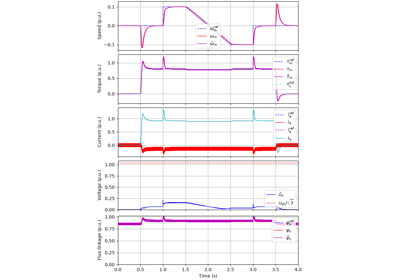 Speed (p.u.)
0.1
0.0
−0.1
Torque (p.u.)
1.0
0.5
0.0
Current (p.u.)
1.0
0.5
0.0
Voltage (p.u.)
1.00
0.75
0.50
0.25
0.00
Flux linkage (p.u.)
1.0
0.8
0.6
0.4
0.2
0.0
0.0 0.5 1.0 1.5 2.0 2.5 3.0 3.5 4.0
Time (s)